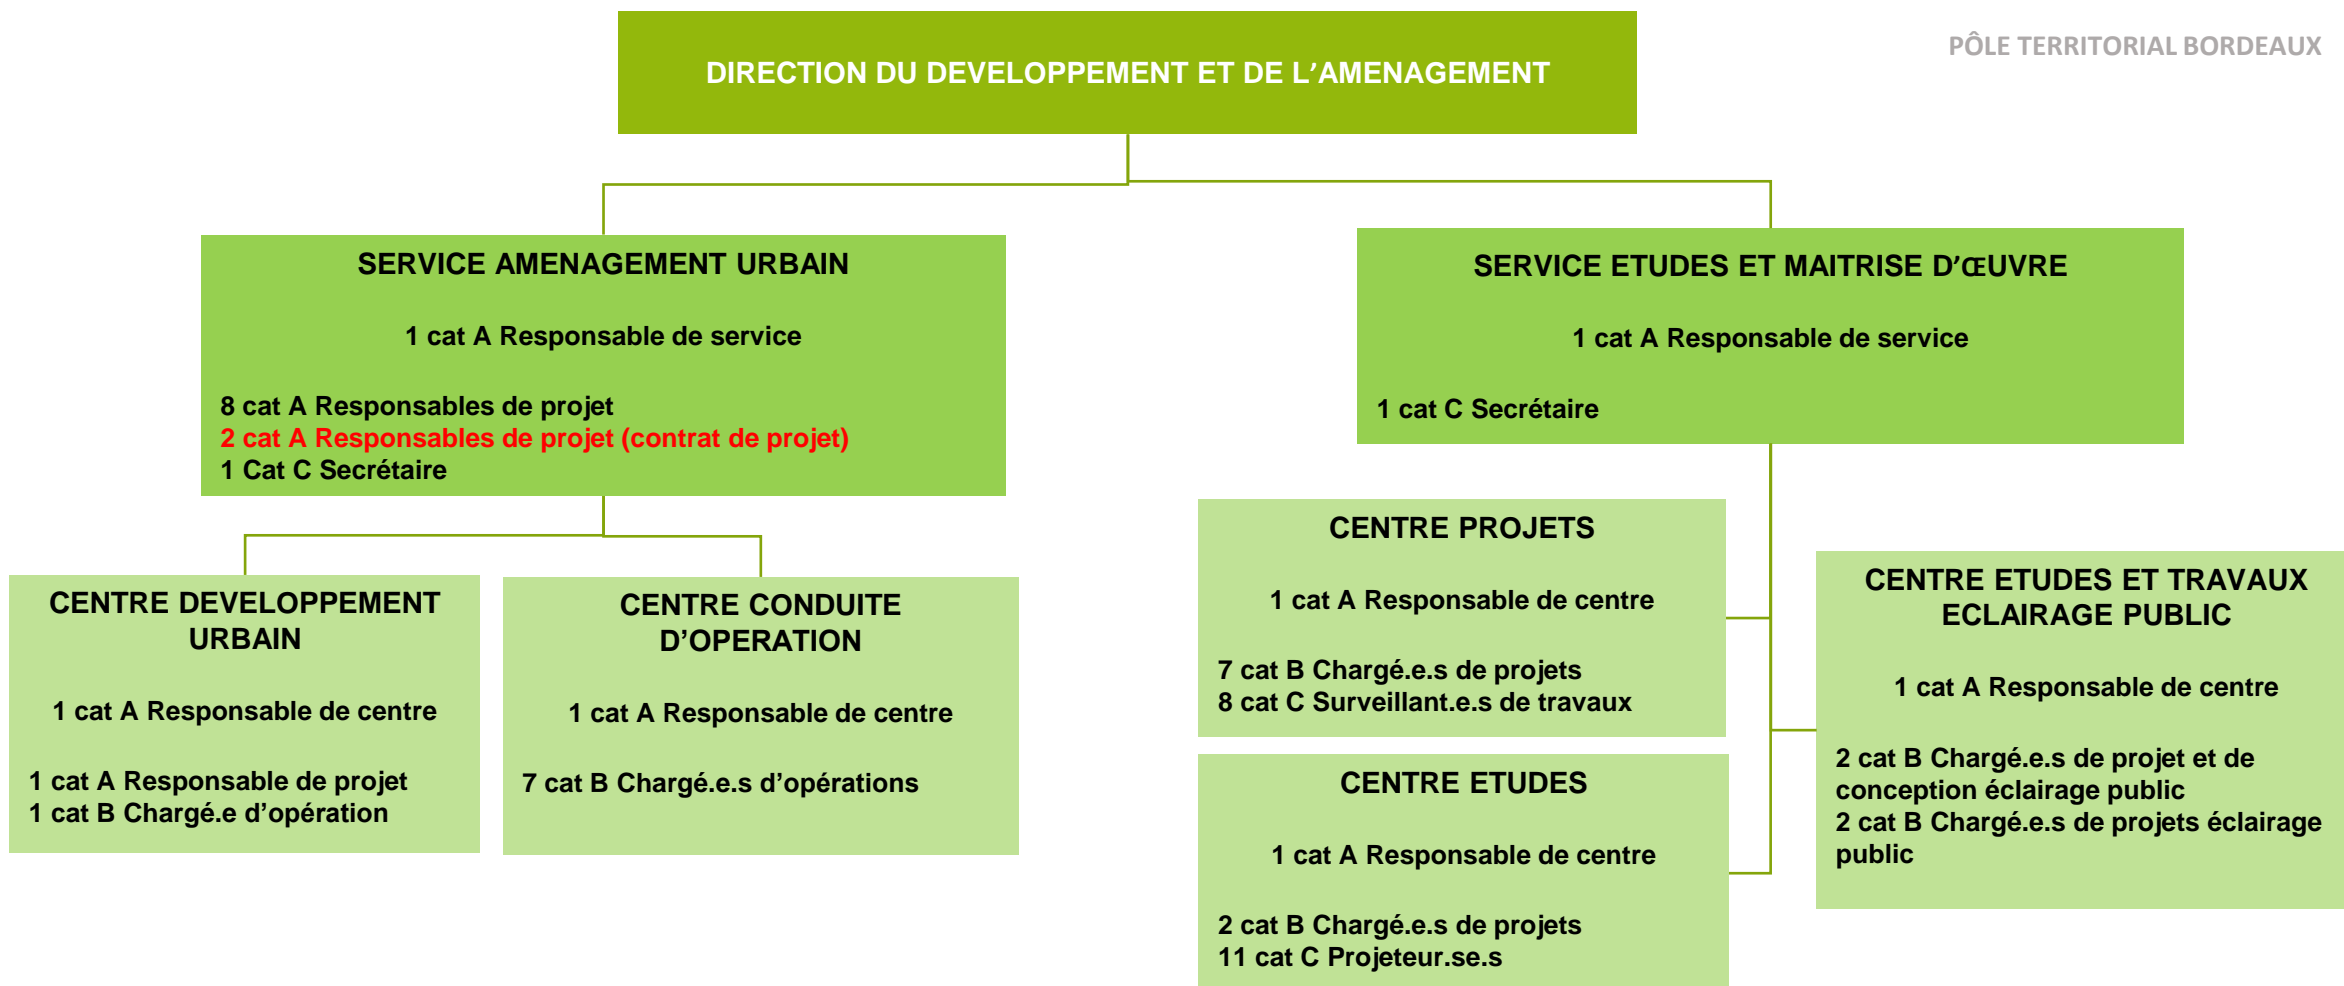 PÔLE TERRITORIAL BORDEAUX
DIRECTION DU DEVELOPPEMENT ET DE L'AMENAGEMENT
SERVICE AMENAGEMENT URBAIN
1 cat A Responsable de service
8 cat A Responsables de projet
2 cat A Responsables de projet (contrat de projet)
1 Cat C Secrétaire
SERVICE ETUDES ET MAITRISE D'ŒUVRE
1 cat A Responsable de service
1 cat C Secrétaire
CENTRE DEVELOPPEMENT
URBAIN
1 cat A Responsable de centre
1 cat A Responsable de projet
1 cat B Chargé.e d'opération
CENTRE CONDUITE
D'OPERATION
1 cat A Responsable de centre
7 cat B Chargé.e.s d'opérations
CENTRE PROJETS
1 cat A Responsable de centre
7 cat B Chargé.e.s de projets
8 cat C Surveillant.e.s de travaux
CENTRE ETUDES
1 cat A Responsable de centre
2 cat B Chargé.e.s de projets
11 cat C Projeteur.se.s
CENTRE ETUDES ET TRAVAUX
ECLAIRAGE PUBLIC
1 cat A Responsable de centre
2 cat B Chargé.e.s de projet et de
conception éclairage public
2 cat B Chargé.e.s de projets éclairage
public